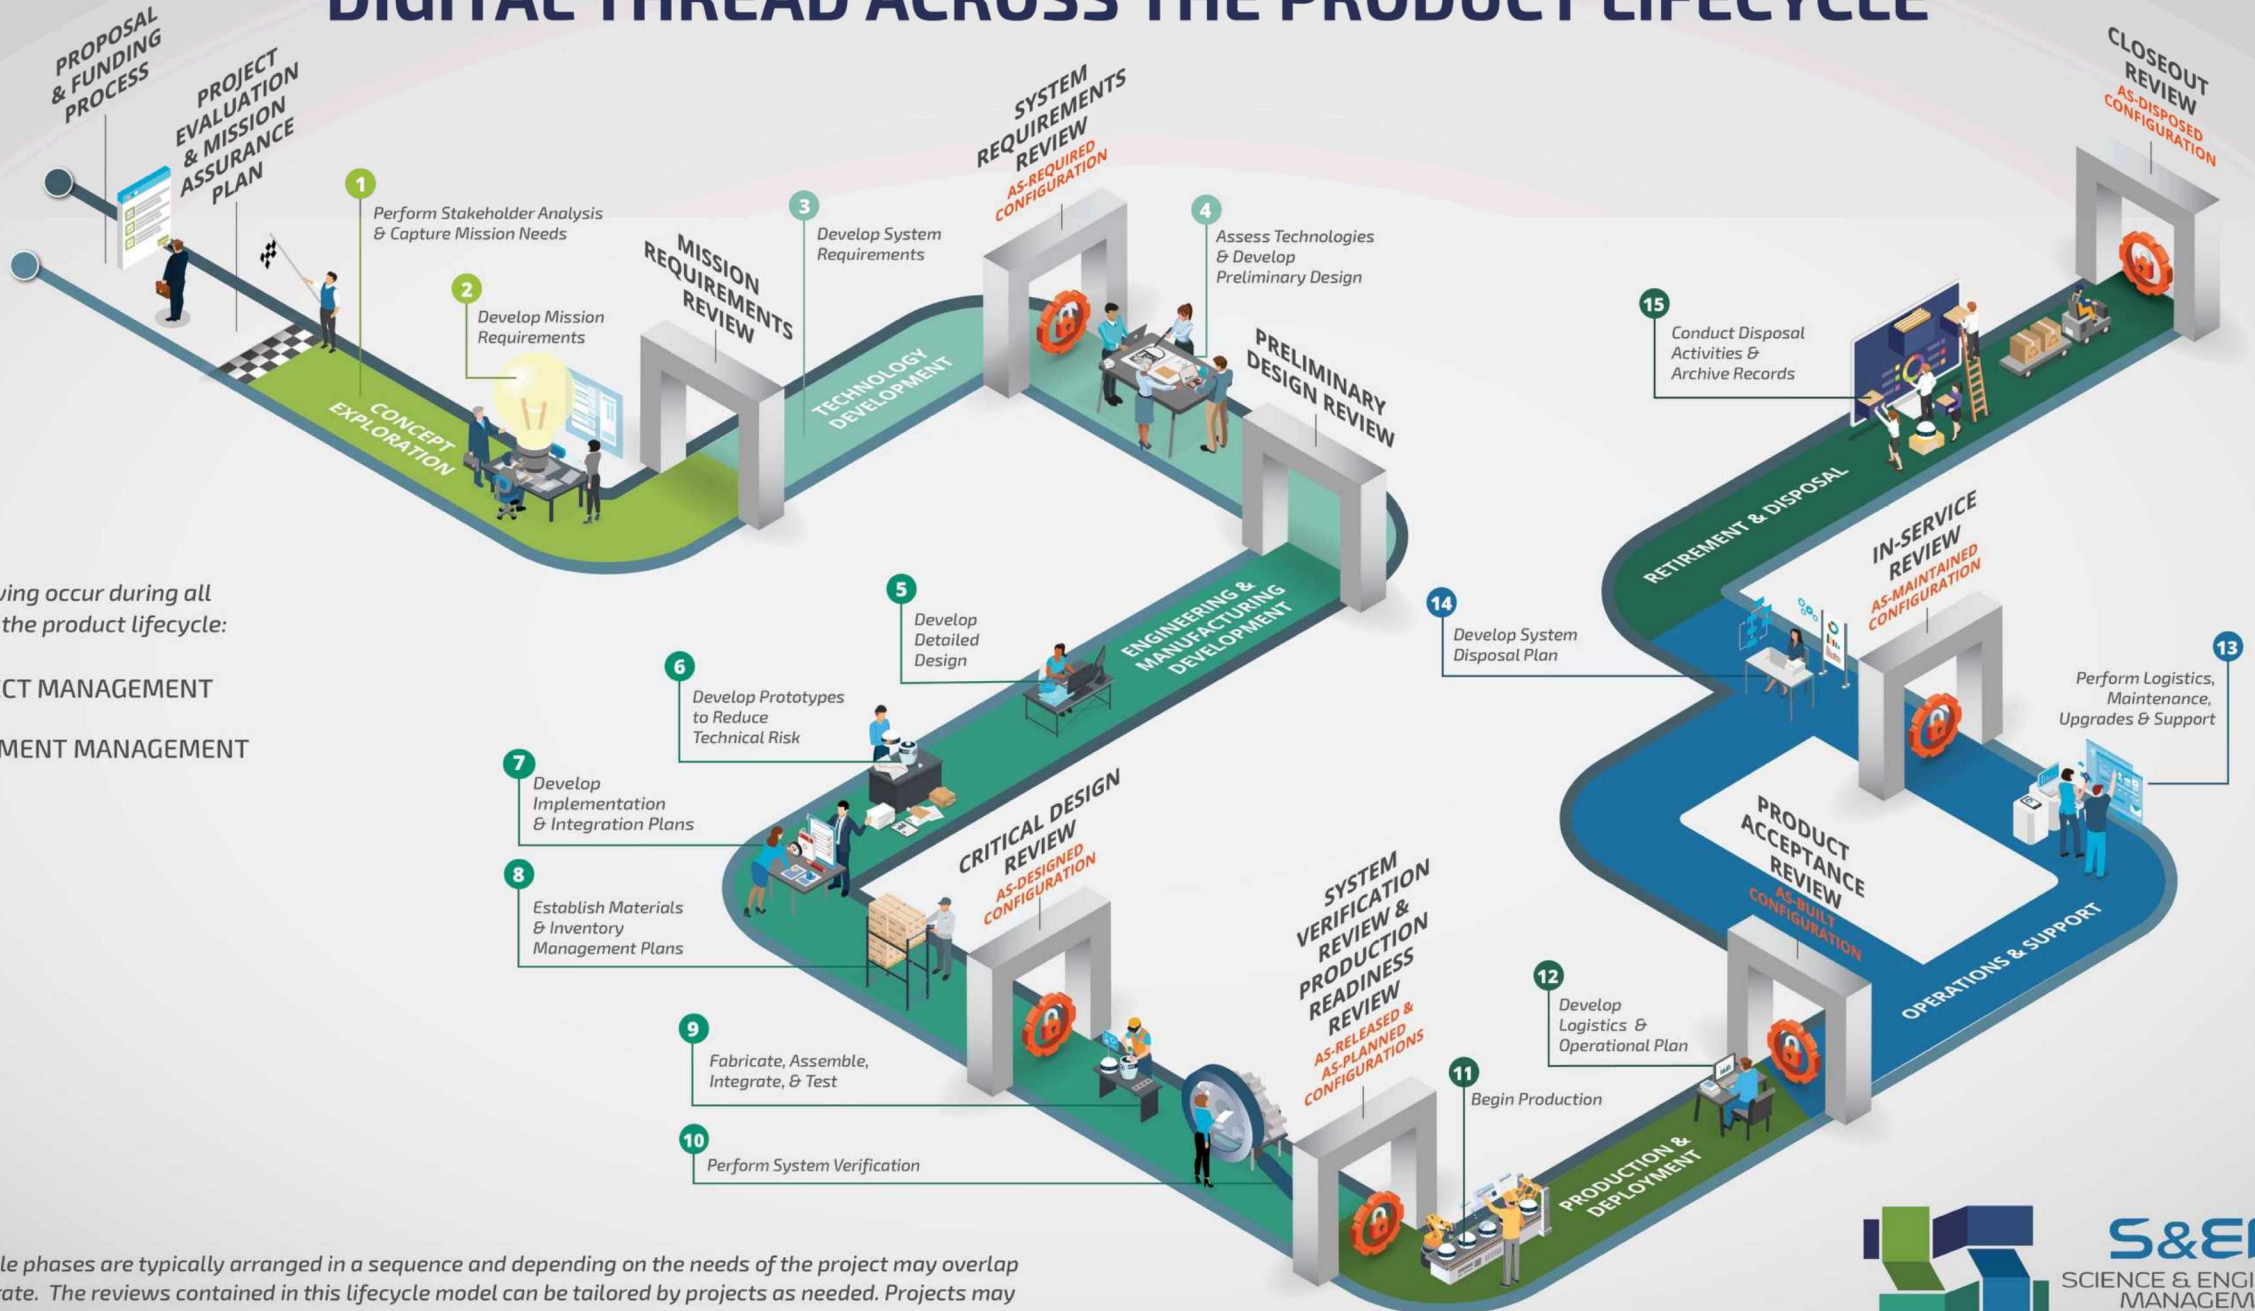 DIGITAL THREAD ACROSS THE PRODUCT LIFECYCLE
PROPOSAL
& FUNDING
PROCESS
PROJECT
EVALUATION
& MISSION
ASSURANCE
PLAN
1
Perform Stakeholder Analysis
& Capture Mission Needs
2
Develop Mission
Requirements
CONCEPT
EXPLORATION
MISSION
REQUIREMENTS
REVIEW
3
Develop System
Requirements
TECHNOLOGY
DEVELOPMENT
SYSTEM
REQUIREMENTS
REVIEW
AS-REQUIRED
CONFIGURATION
4
Assess Technologies
& Develop
Preliminary Design
PRELIMINARY
DESIGN REVIEW
ENGINEERING &
MANUFACTURING
DEVELOPMENT
5
Develop
Detailed
Design
6
Develop Prototypes
to Reduce
Technical Risk
7
Develop
Implementation
& Integration Plans
8
Establish Materials
& Inventory
Management Plans
CRITICAL DESIGN
REVIEW
AS-DESIGNED
CONFIGURATION
9
Fabricate, Assemble,
Integrate, & Test
10
Perform System Verification
SYSTEM
VERIFICATION
REVIEW &
PRODUCTION
READINESS
REVIEW
AS-RELEASED &
AS-PLANNED
CONFIGURATIONS
11
Begin Production
PRODUCTION &
DEPLOYMENT
12
Develop
Logistics &
Operational Plan
PRODUCT
ACCEPTANCE
REVIEW
AS-BUILT
CONFIGURATION
OPERATIONS & SUPPORT
13
Perform Logistics,
Maintenance,
Upgrades & Support
IN-SERVICE
REVIEW
AS-MAINTAINED
CONFIGURATION
14
Develop System
Disposal Plan
RETIREMENT & DISPOSAL
15
Conduct Disposal
Activities &
Archive Records
CLOSEOUT
REVIEW
AS-DISPOSED
CONFIGURATION
ving occur during all
the product lifecycle:
CT MANAGEMENT
MENT MANAGEMENT
le phases are typically arranged in a sequence and depending on the needs of the project may overlap
rate. The reviews contained in this lifecycle model can be tailored by projects as needed. Projects may
S&E
SCIENCE & ENGI
MANAGEM